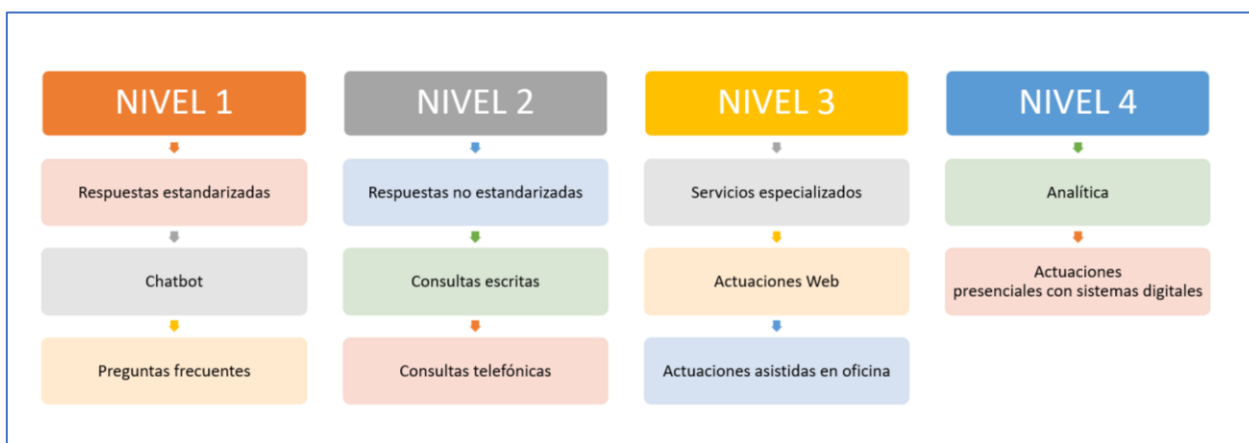 NIVEL 1
Respuestas estandarizadas
Chatbot
Preguntas frecuentes
NIVEL 2
Respuestas no estandarizadas
Consultas escritas
Consultas telefónicas
NIVEL 3
Servicios especializados
Actuaciones Web
Actuaciones asistidas en oficina
NIVEL 4
Analítica
Actuaciones
presenciales con sistemas digitales